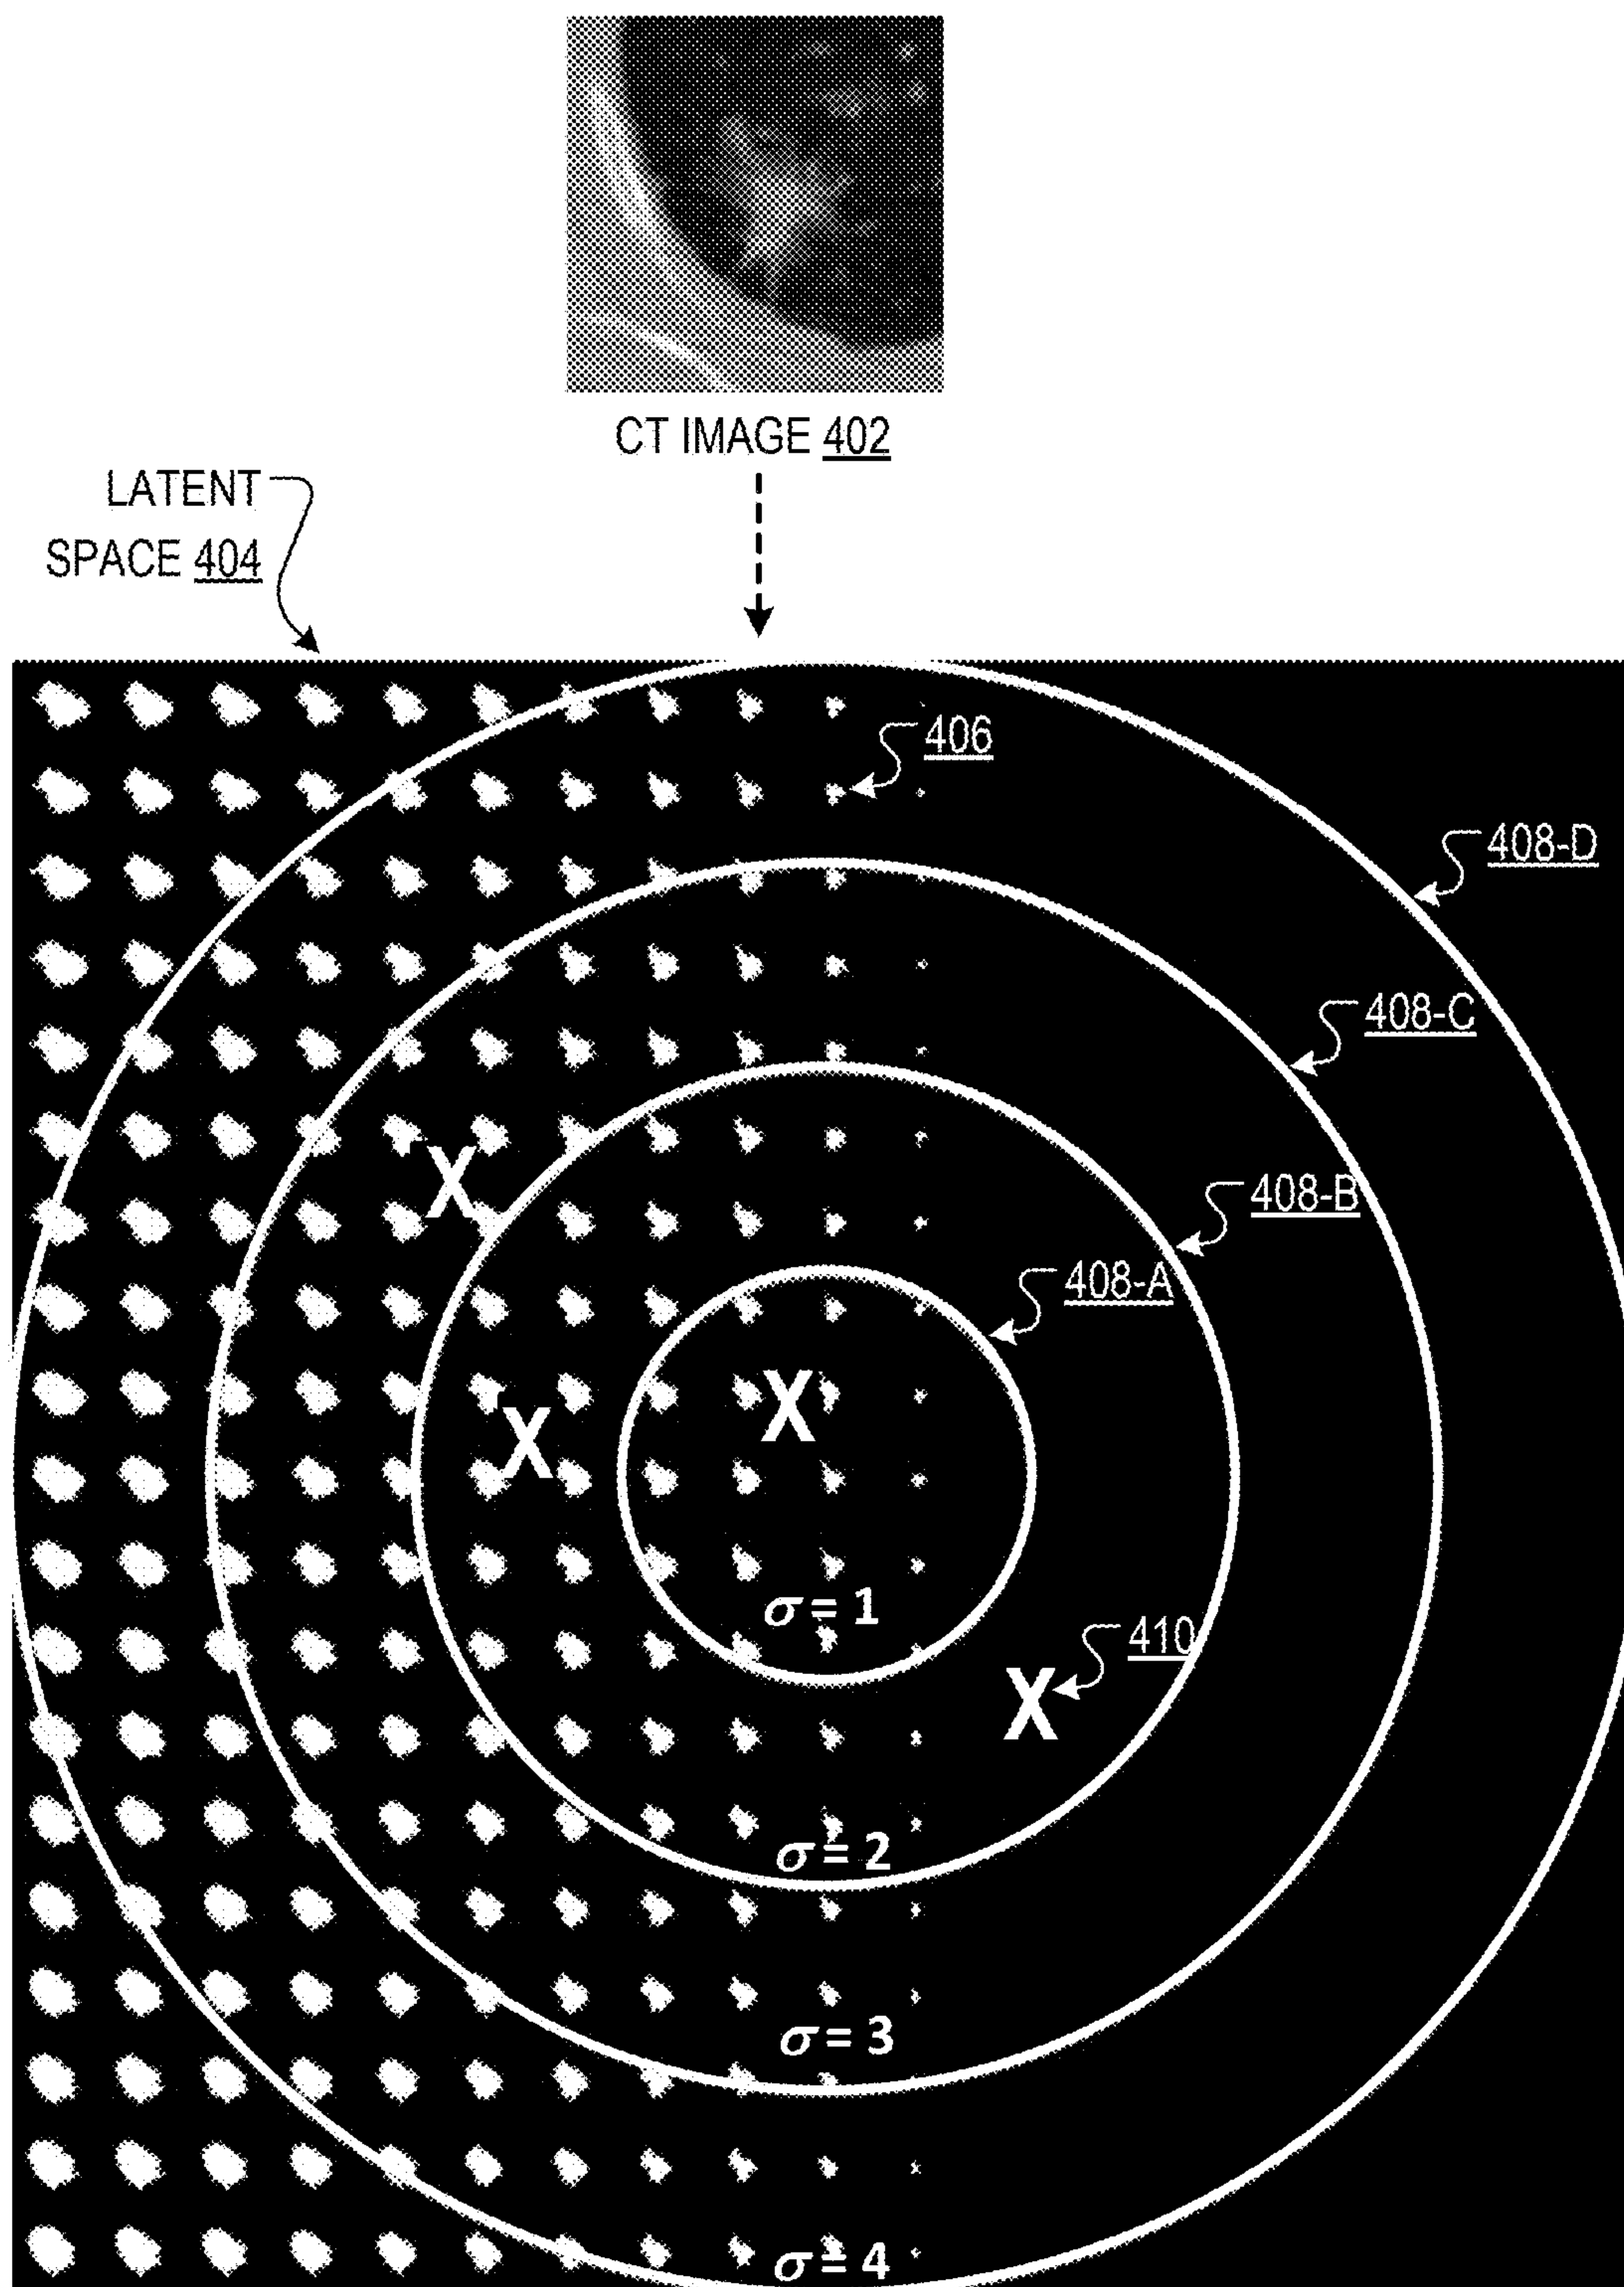 CT IMAGE 402
LATENT
SPACE 404
406
408-D
408-C
408-B
408-A
X
X
X
σ = 1
410
X
σ = 2
σ = 3
σ = 4